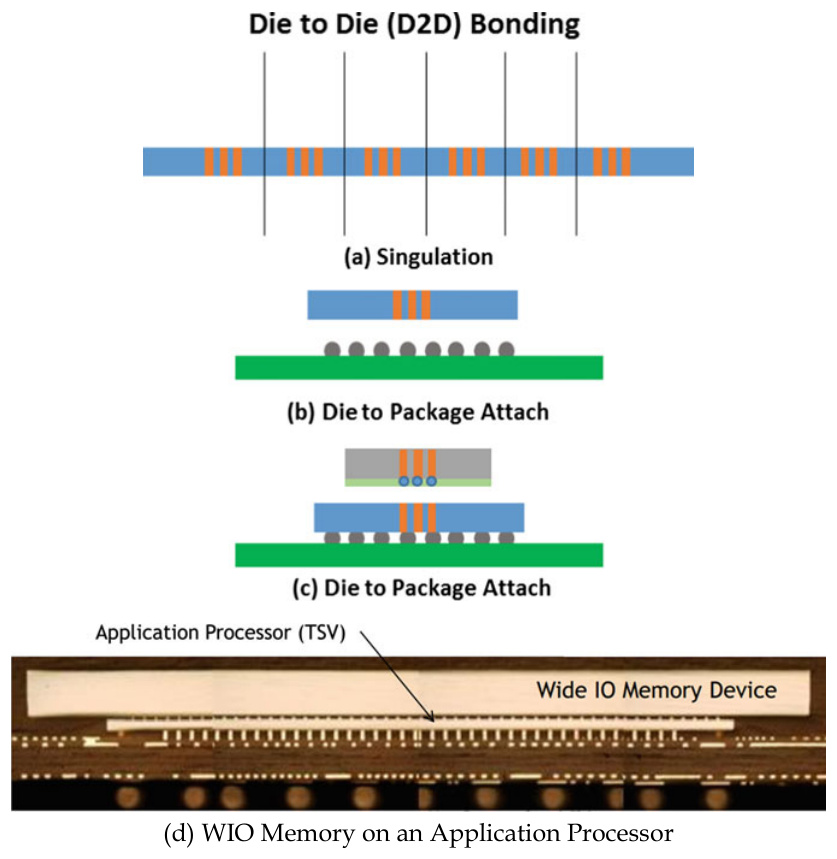 Die to Die (D2D) Bonding
(a) Singulation
(b) Die to Package Attach
(c) Die to Package Attach
Application Processor (TSV)
Wide IO Memory Device
(d) WIO Memory on an Application Processor